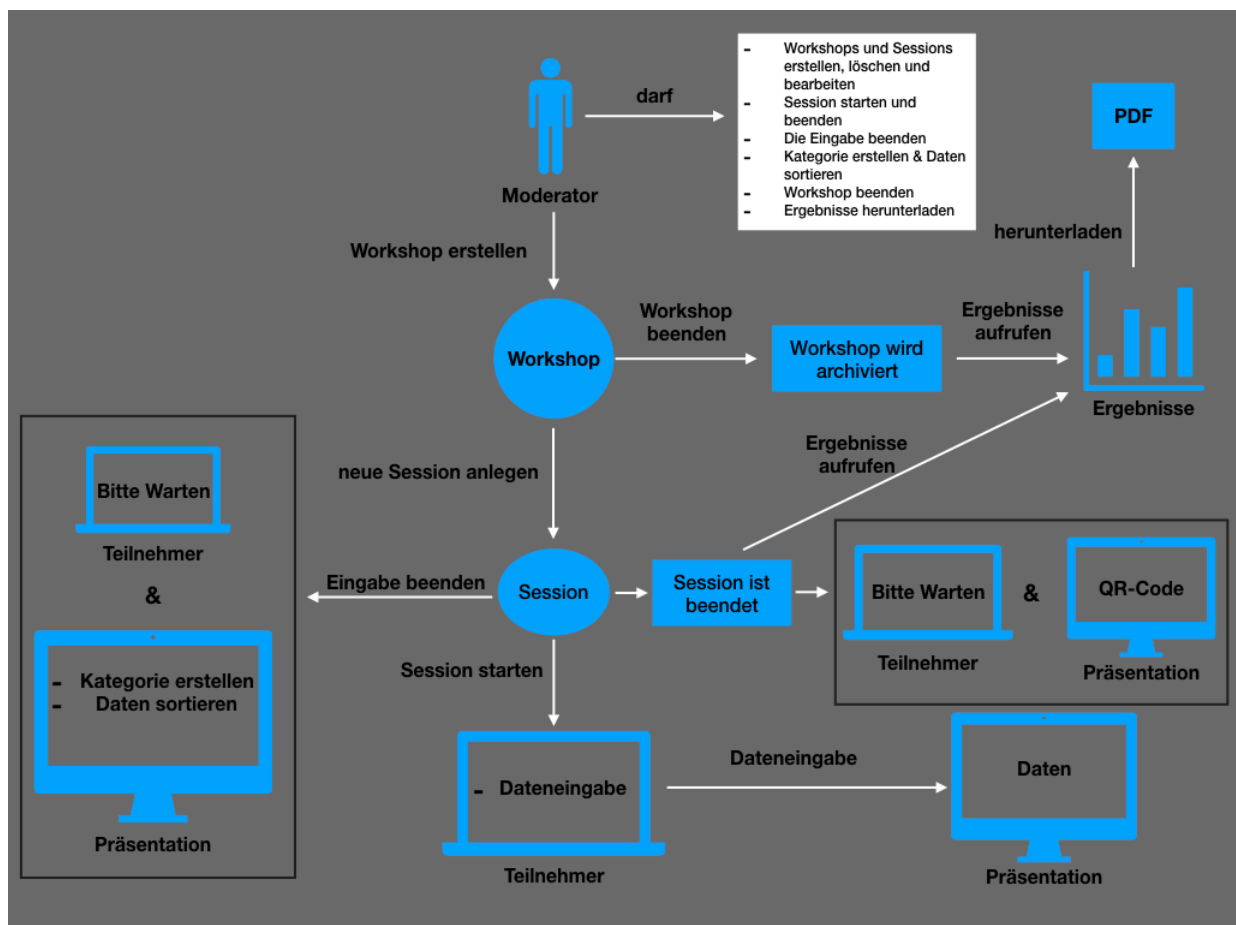 - Workshops und Sessions
erstellen, löschen und
bearbeiten
- Session starten und
beenden
- Die Eingabe beenden
- Kategorie erstellen & Daten
sortieren
- Workshop beenden
- Ergebnisse herunterladen
darf
PDF
Moderator
herunterladen
Workshop erstellen
Workshop
beenden
Ergebnisse
aufrufen
Workshop
Workshop wird
archiviert
Ergebnisse
Ergebnisse
aufrufen
neue Session anlegen
Bitte Warten
Teilnehmer
&
Eingabe beenden
Session
Session ist
beendet
Bitte Warten
&
QR-Code
Teilnehmer
Präsentation
Session starten
- Kategorie erstellen
- Daten sortieren
Präsentation
- Dateneingabe
Dateneingabe
Daten
Teilnehmer
Präsentation